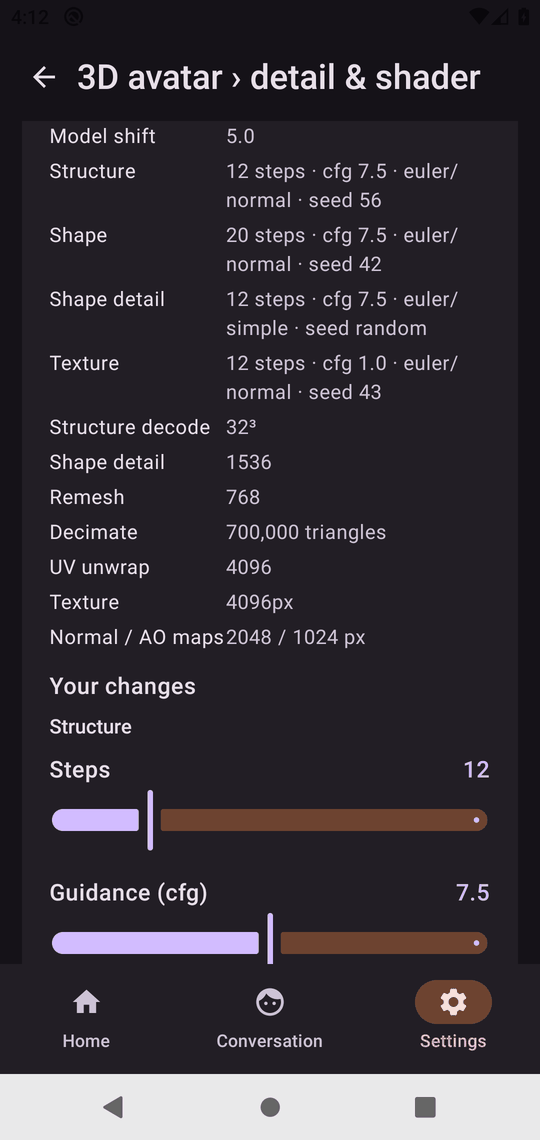 4:12
3D avatar › detail & shader
Model shift 5.0
Structure 12 steps · cfg 7.5 · euler/
normal · seed 56
Shape 20 steps · cfg 7.5 · euler/
normal · seed 42
Shape detail 12 steps · cfg 7.5 · euler/
simple · seed random
Texture 12 steps · cfg 1.0 · euler/
normal · seed 43
Structure decode 32³
Shape detail 1536
Remesh 768
Decimate 700,000 triangles
UV unwrap 4096
Texture 4096px
Normal / AO maps 2048 / 1024 px
Your changes
Structure
Steps 12
Guidance (cfg) 7.5
Home Conversation Settings